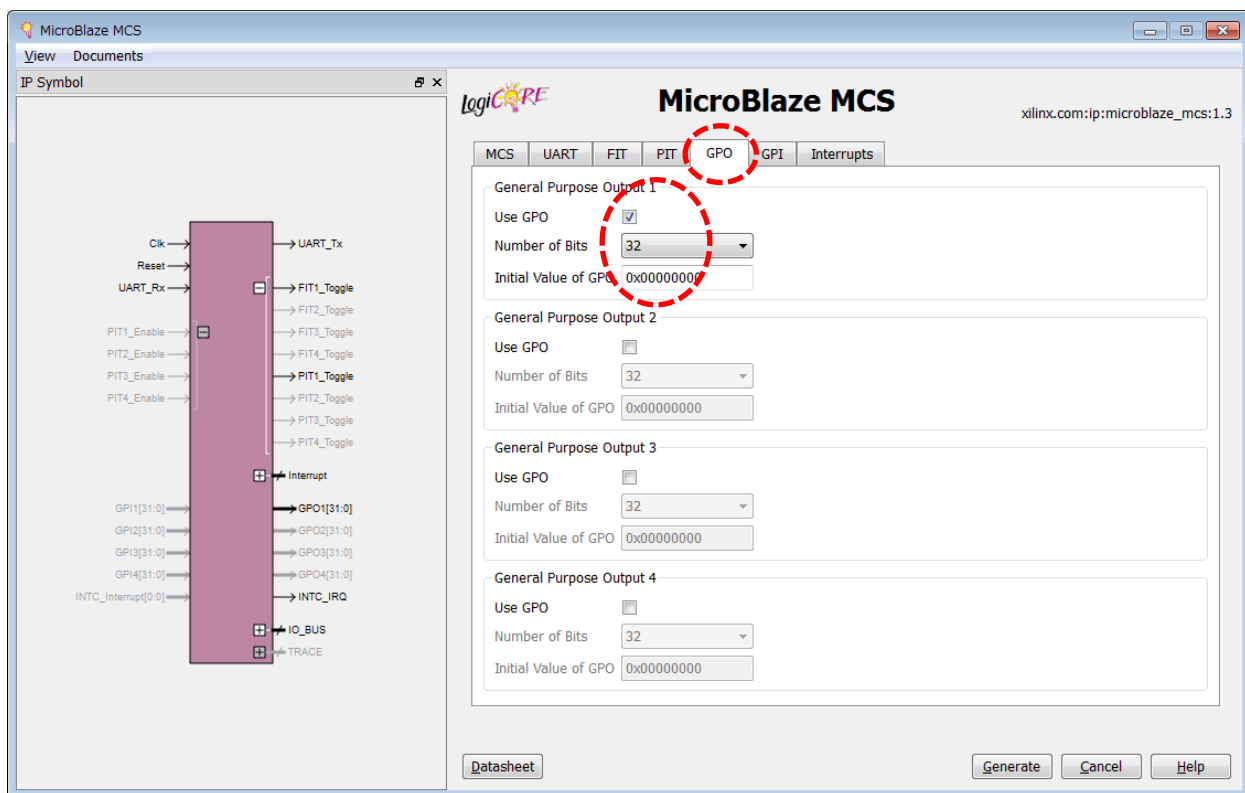 MicroBlaze MCS
View Documents
IP Symbol
Clk
Reset
UART_Rx
PIT1_Enable
PIT2_Enable
PIT3_Enable
PIT4_Enable
GPI1[31:0]
GPI2[31:0]
GPI3[31:0]
GPI4[31:0]
INTC_Interrupt[0:0]
UART_Tx
FIT1_Toggle
FIT2_Toggle
FIT3_Toggle
FIT4_Toggle
PIT1_Toggle
PIT2_Toggle
PIT3_Toggle
PIT4_Toggle
Interrupt
GPO1[31:0]
GPO2[31:0]
GPO3[31:0]
GPO4[31:0]
INTC_IRQ
IO_BUS
TRACE
LogiCORE
MicroBlaze MCS
xilinx.com:ip:microblaze_mcs:1.3
MCS UART FIT PIT GPO GPI Interrupts
General Purpose Output 1
Use GPO
Number of Bits 32
Initial Value of GPO 0x00000000
General Purpose Output 2
Use GPO
Number of Bits 32
Initial Value of GPO 0x00000000
General Purpose Output 3
Use GPO
Number of Bits 32
Initial Value of GPO 0x00000000
General Purpose Output 4
Use GPO
Number of Bits 32
Initial Value of GPO 0x00000000
Datasheet Generate Cancel Help